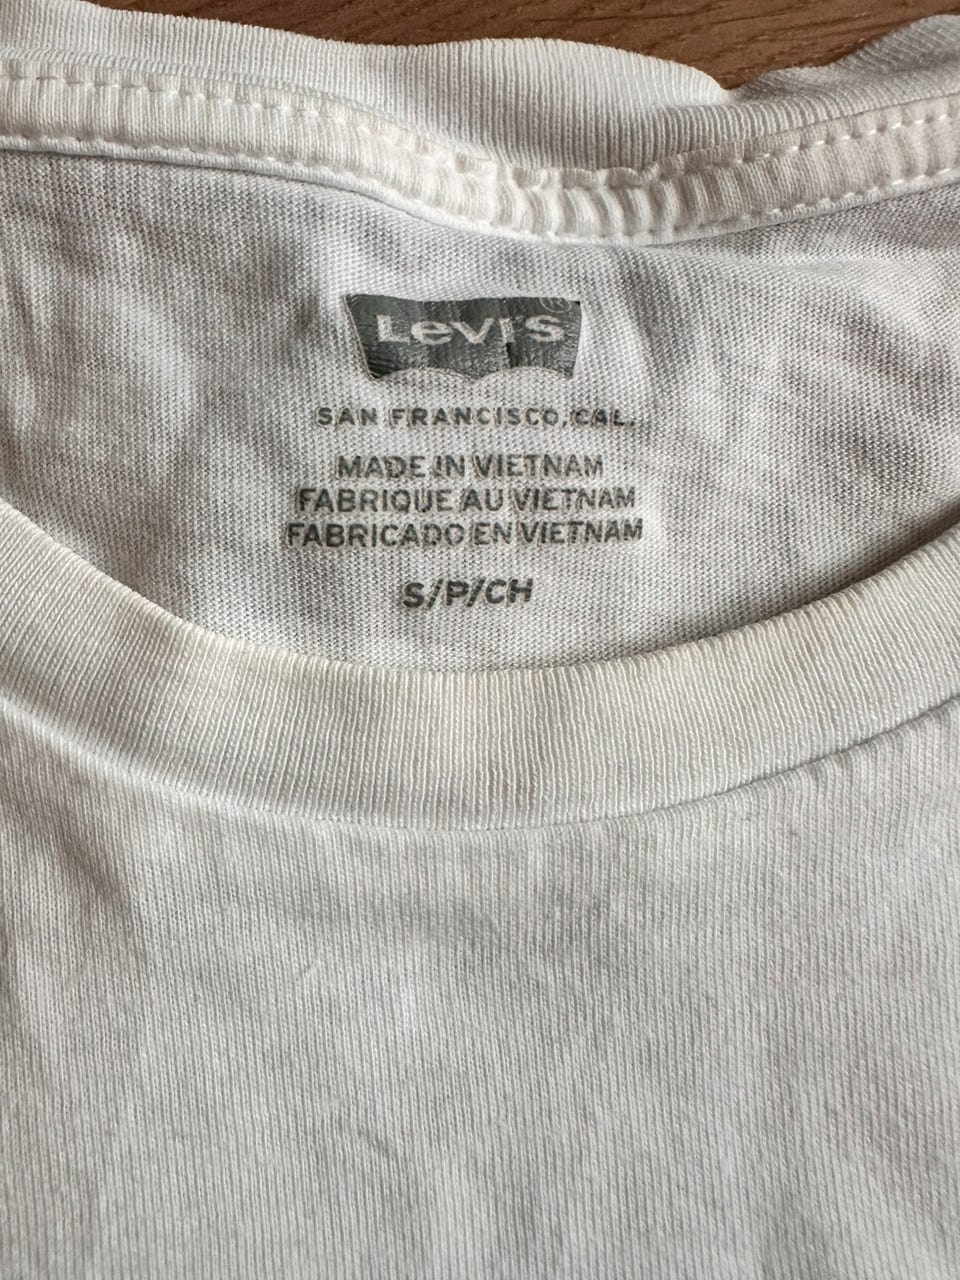 Levi's®
SAN FRANCISCO, CAL.
MADE IN VIETNAM
FABRIQUE AU VIETNAM
FABRICADO EN VIETNAM
S/P/CH